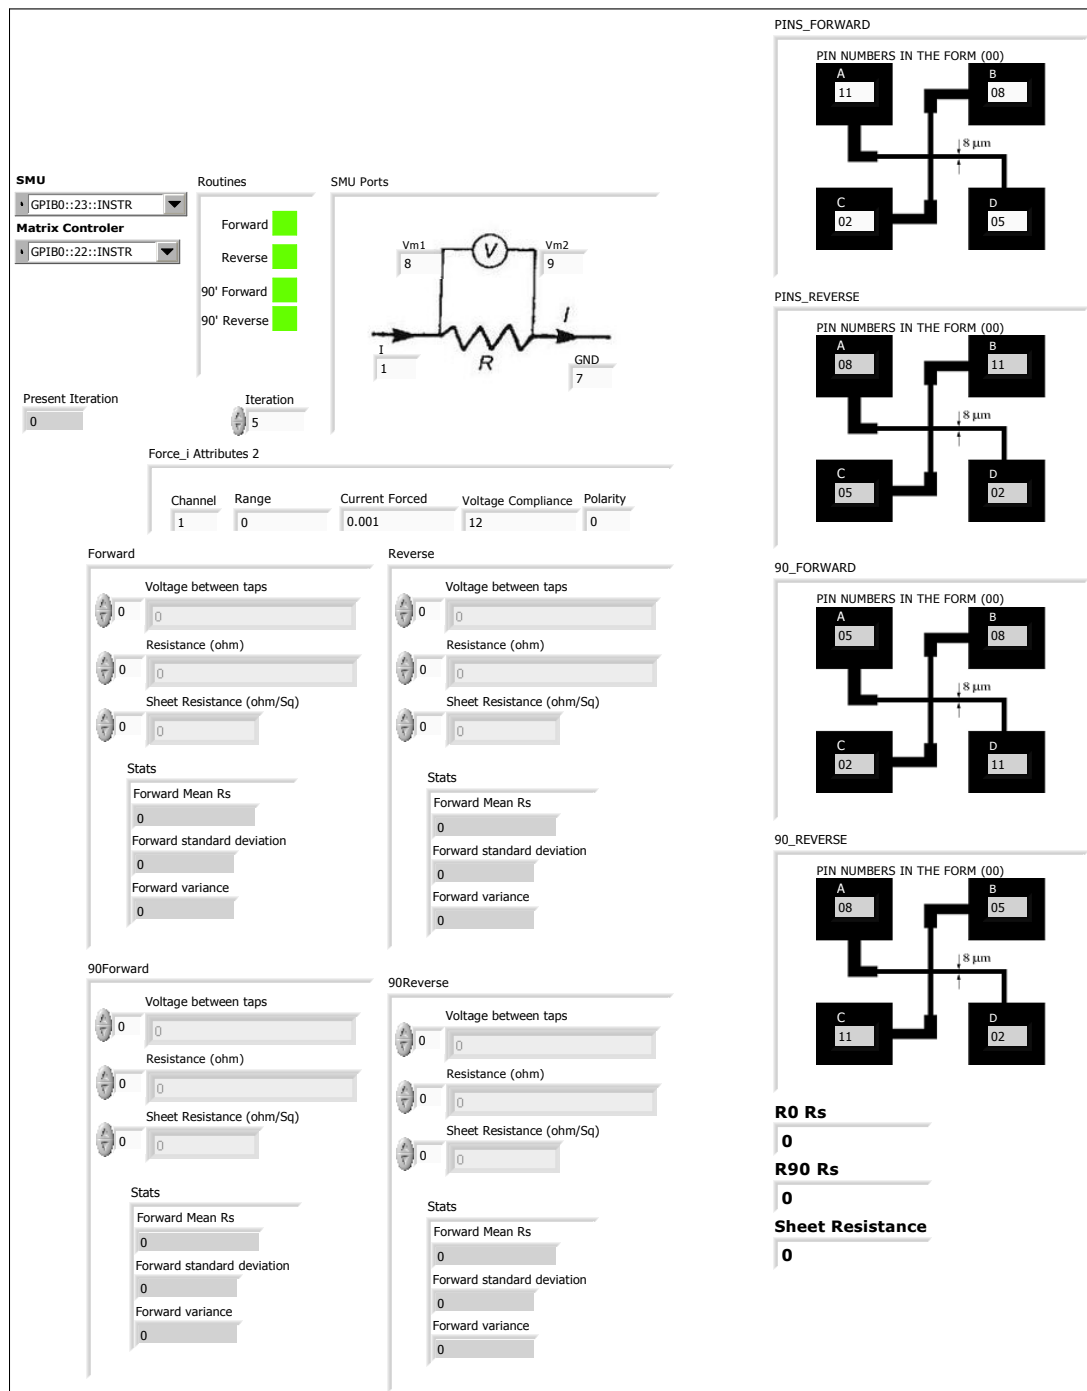 PINS_FORWARD
PIN NUMBERS IN THE FORM (00)
A
11
B
08
8 μm
C
02
D
05
SMU
GPIB0::23::INSTR
Matrix Controler
GPIB0::22::INSTR
Routines
Forward
Reverse
90' Forward
90' Reverse
SMU Ports
Vm1
8
V
Vm2
9
I
I
1
R
GND
7
PINS_REVERSE
PIN NUMBERS IN THE FORM (00)
A
08
B
11
8 μm
C
05
D
02
Present Iteration
0
Iteration
5
Force_i Attributes 2
Channel
1
Range
0
Current Forced
0.001
Voltage Compliance
12
Polarity
0
Forward
Voltage between taps
0
0
Resistance (ohm)
0
0
Sheet Resistance (ohm/Sq)
0
0
Stats
Forward Mean Rs
0
Forward standard deviation
0
Forward variance
0
Reverse
Voltage between taps
0
0
Resistance (ohm)
0
0
Sheet Resistance (ohm/Sq)
0
0
Stats
Forward Mean Rs
0
Forward standard deviation
0
Forward variance
0
90_FORWARD
PIN NUMBERS IN THE FORM (00)
A
05
B
08
8 μm
C
02
D
11
90_REVERSE
PIN NUMBERS IN THE FORM (00)
A
08
B
05
8 μm
C
11
D
02
90Forward
Voltage between taps
0
0
Resistance (ohm)
0
0
Sheet Resistance (ohm/Sq)
0
0
Stats
Forward Mean Rs
0
Forward standard deviation
0
Forward variance
0
90Reverse
Voltage between taps
0
0
Resistance (ohm)
0
0
Sheet Resistance (ohm/Sq)
0
0
Stats
Forward Mean Rs
0
Forward standard deviation
0
Forward variance
0
R0 Rs
0
R90 Rs
0
Sheet Resistance
0